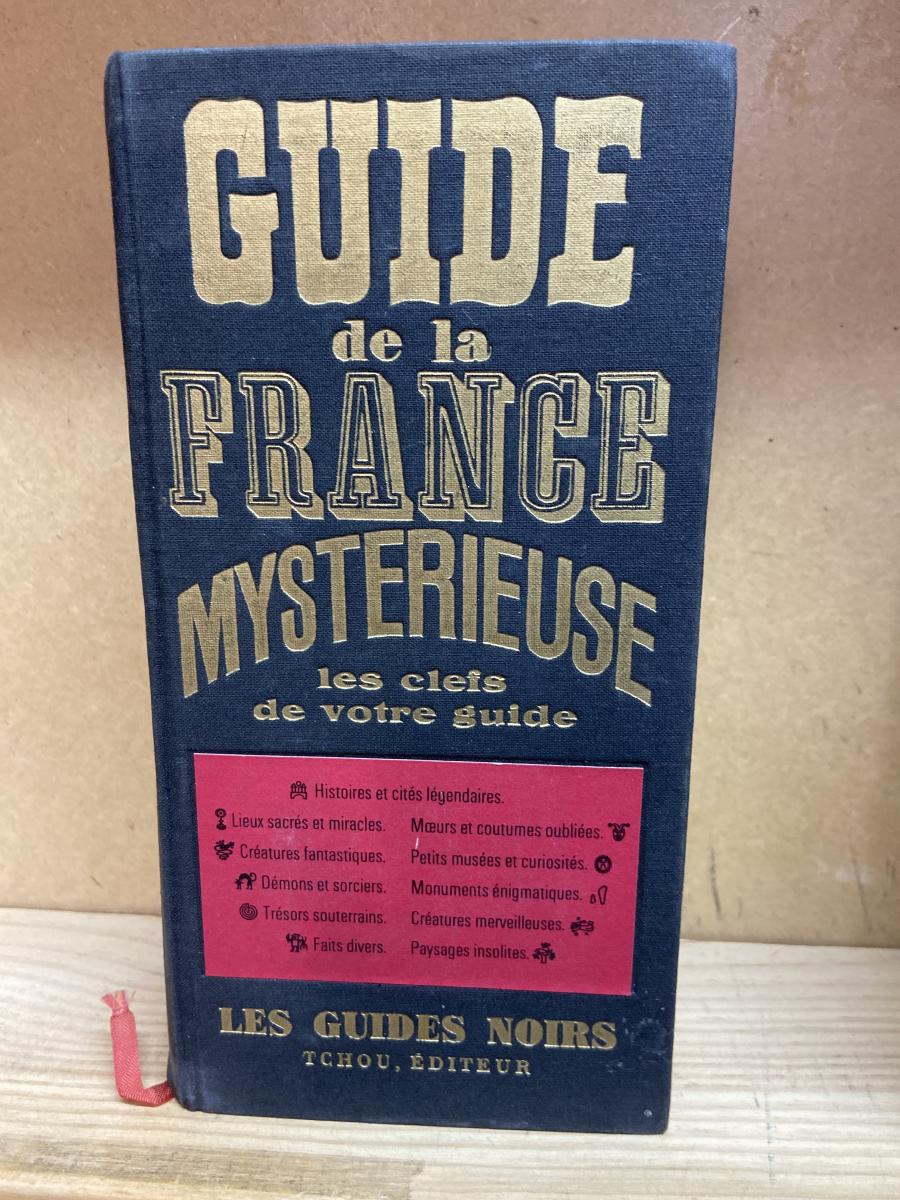 GUIDE
de la
FRANCE
MYSTERIEUSE
les clefs
de votre guide
Histoires et cités légendaires.
Lieux sacrés et miracles. Mœurs et coutumes oubliées.
Créatures fantastiques. Petits musées et curiosités.
Démons et sorciers. Monuments énigmatiques.
Trésors souterrains. Créatures merveilleuses.
Faits divers. Paysages insolites.
LES GUIDES NOIRS
TCHOU, ÉDITEUR